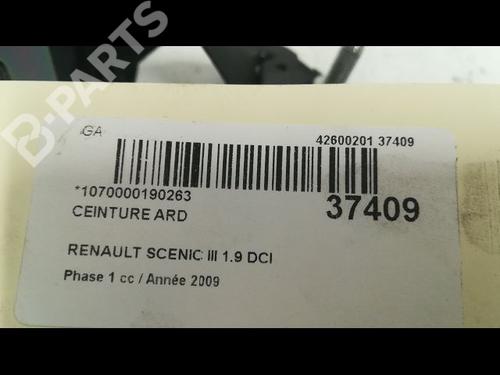 B-PARTS
GA
42600201 37409
*1070000190263
37409
CEINTURE ARD
RENAULT SCENIC III 1.9 DCI
Phase 1 cc / Année 2009